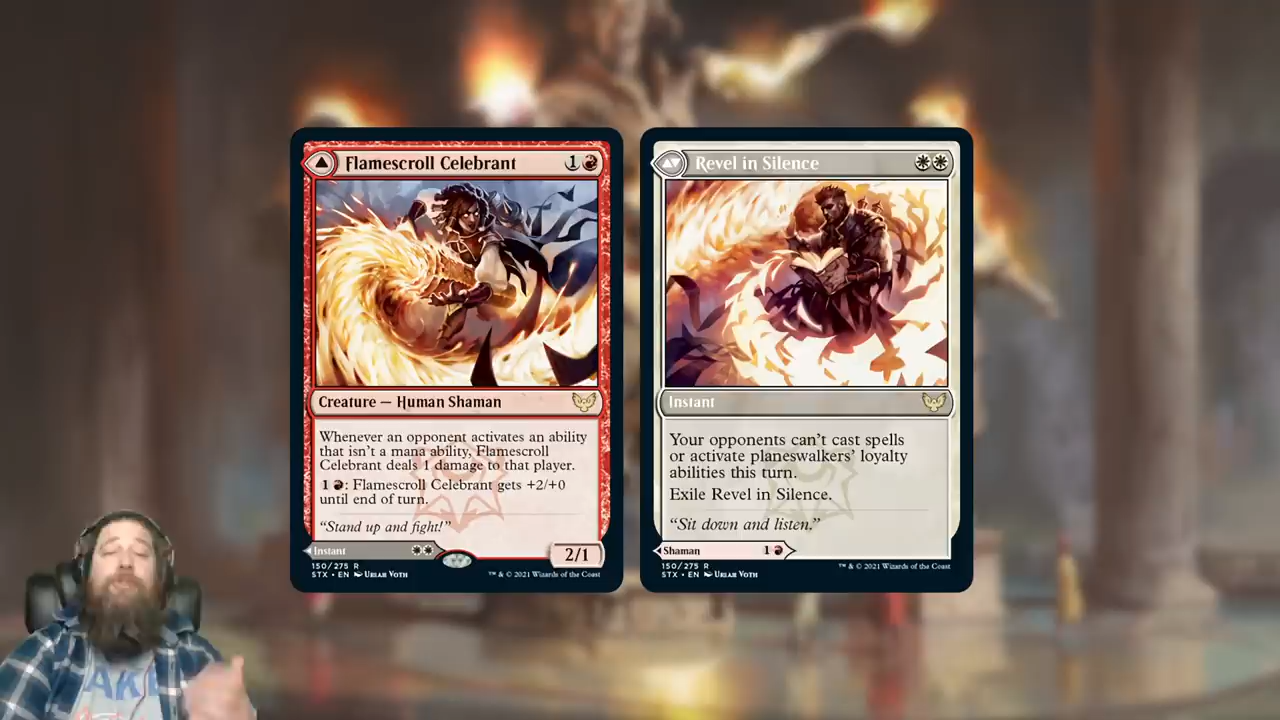 Flamescroll Celebrant 1
Creature — Human Shaman
Whenever an opponent activates an ability
that isn't a mana ability, Flamescroll
Celebrant deals 1 damage to that player.
1 : Flamescroll Celebrant gets +2/+0
until end of turn.
"Stand up and fight!"
Instant
2/1
150/275 R
STX • EN Uriah Voth
™ & © 2021 Wizards of the Coast
Revel in Silence
Instant
Your opponents can't cast spells
or activate planeswalkers' loyalty
abilities this turn.
Exile Revel in Silence.
"Sit down and listen."
Shaman 1
150/275 R
STX • EN Uriah Voth
™ & © 2021 Wizards of the Coast